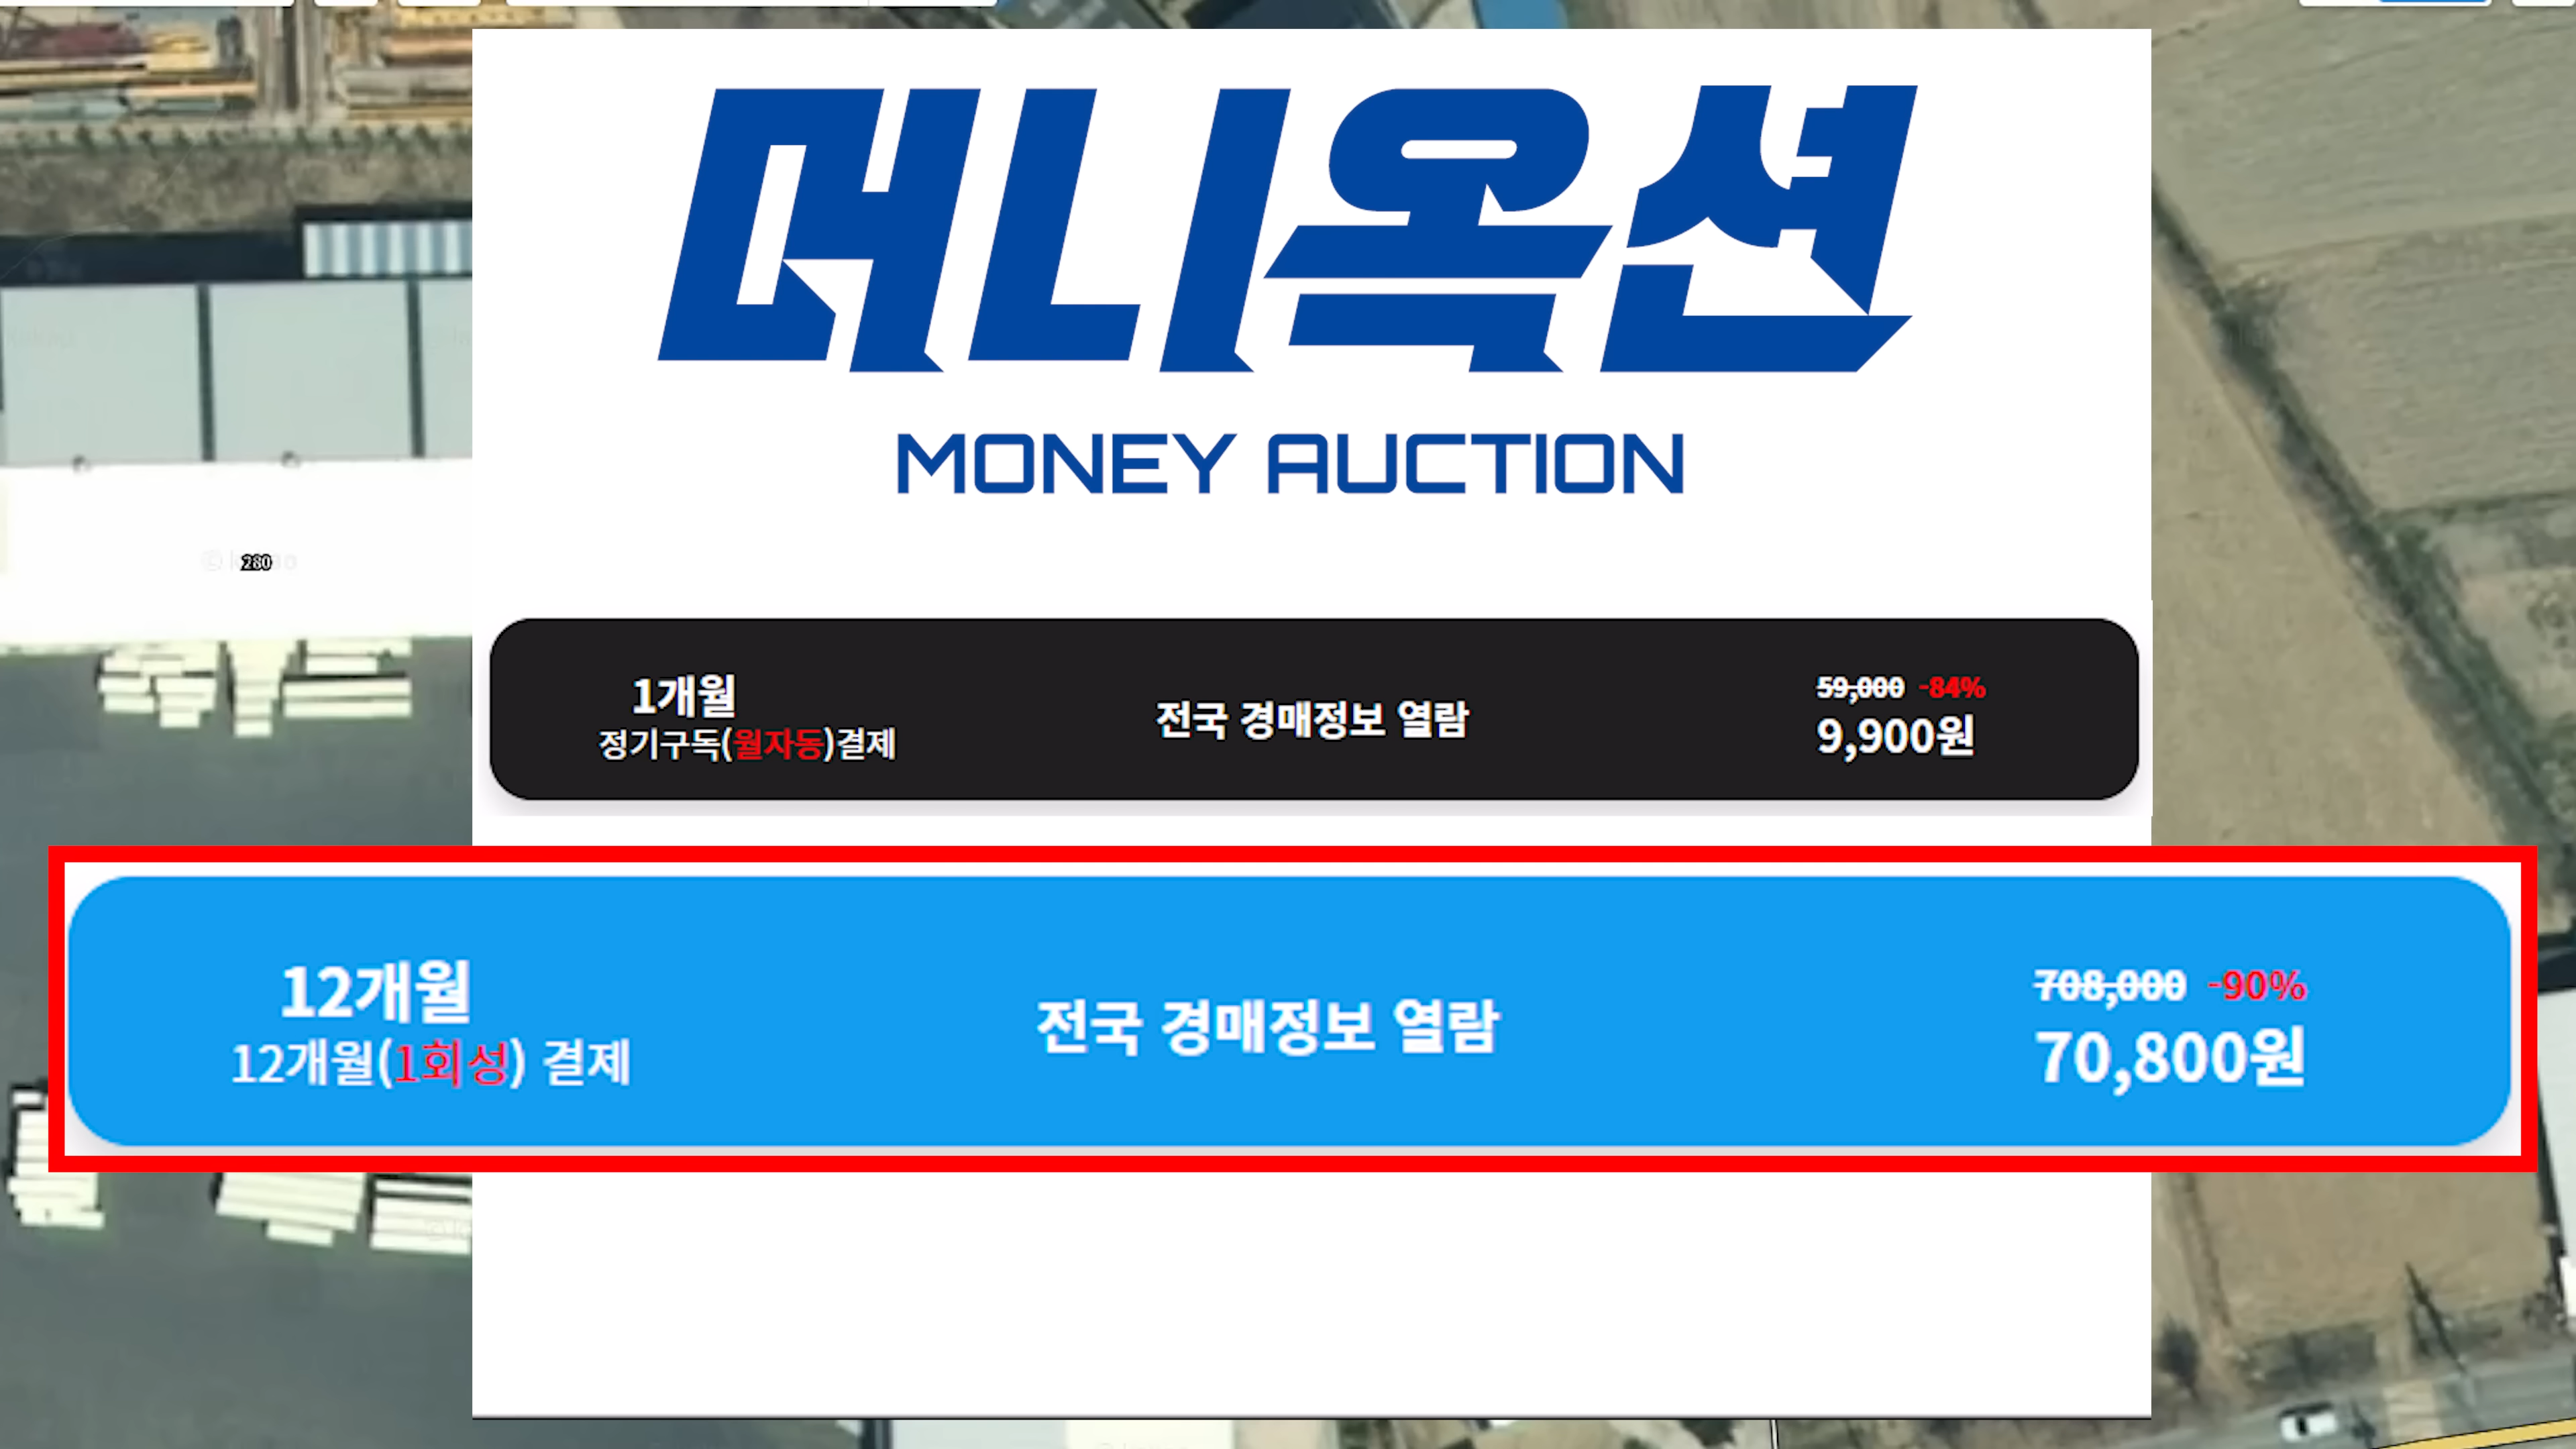 머니옥션
MONEY AUCTION
280
1개월
정기구독(월자동)결제
전국 경매정보 열람
59,000 -84%
9,900원
12개월
12개월(1회성) 결제
전국 경매정보 열람
708,000 -90%
70,800원